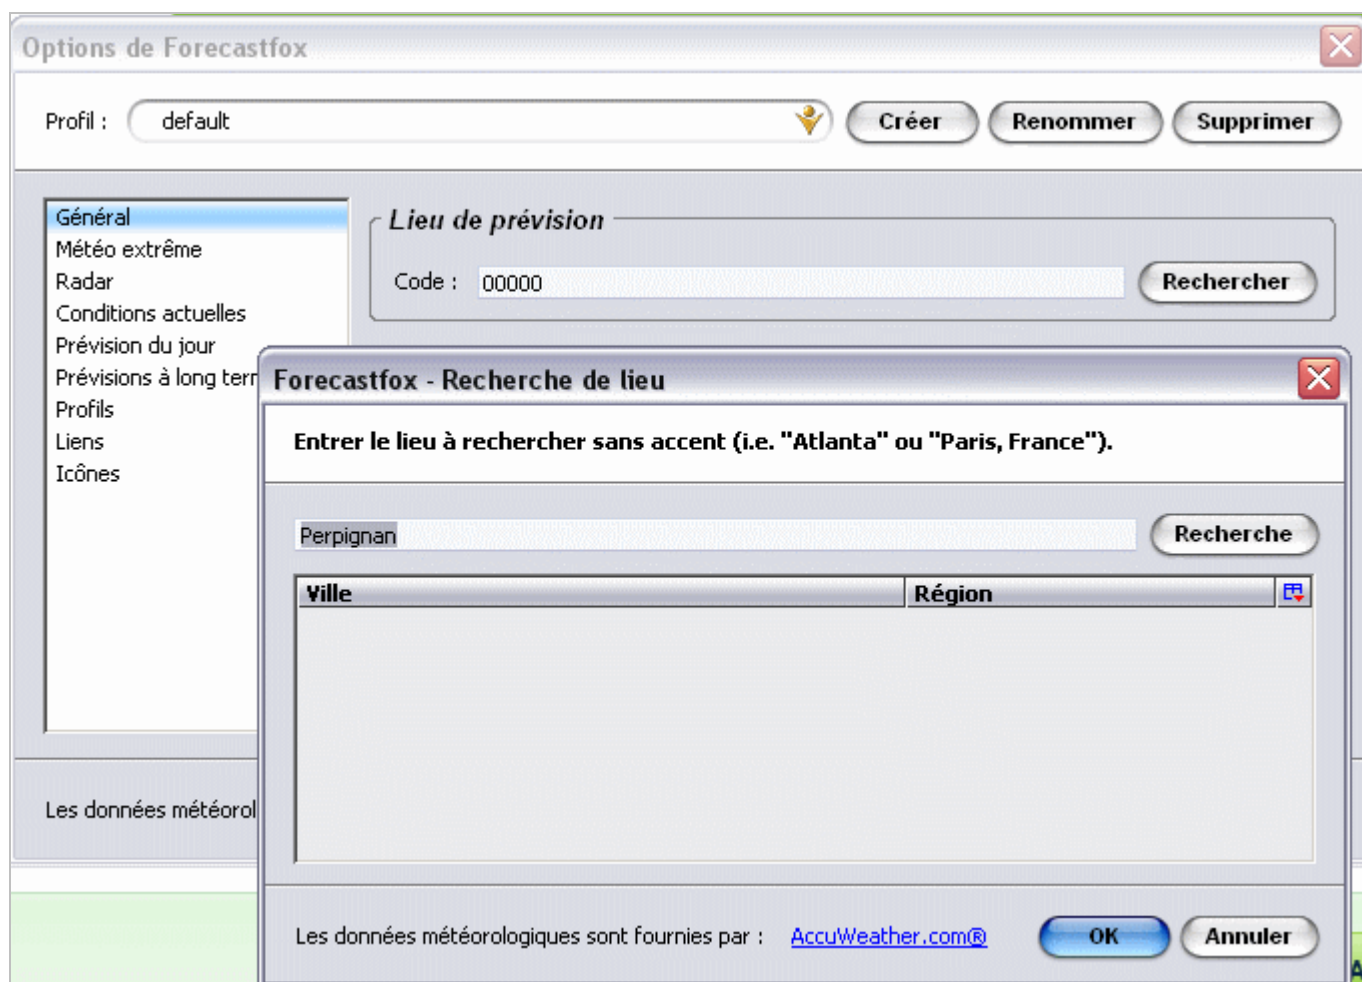 Options de Forecastfox
Profil : default Créer Renommer Supprimer
Général
Météo extrême
Radar
Conditions actuelles
Prévision du jour
Prévisions à long terr
Profils
Liens
Icônes
Lieu de prévision
Code : 00000 Rechercher
Les données météorol
Forecastfox - Recherche de lieu
Entrer le lieu à rechercher sans accent (i.e. "Atlanta" ou "Paris, France").
Perpignan Recherche
Ville Région
Les données météorologiques sont fournies par : AccuWeather.com® OK Annuler